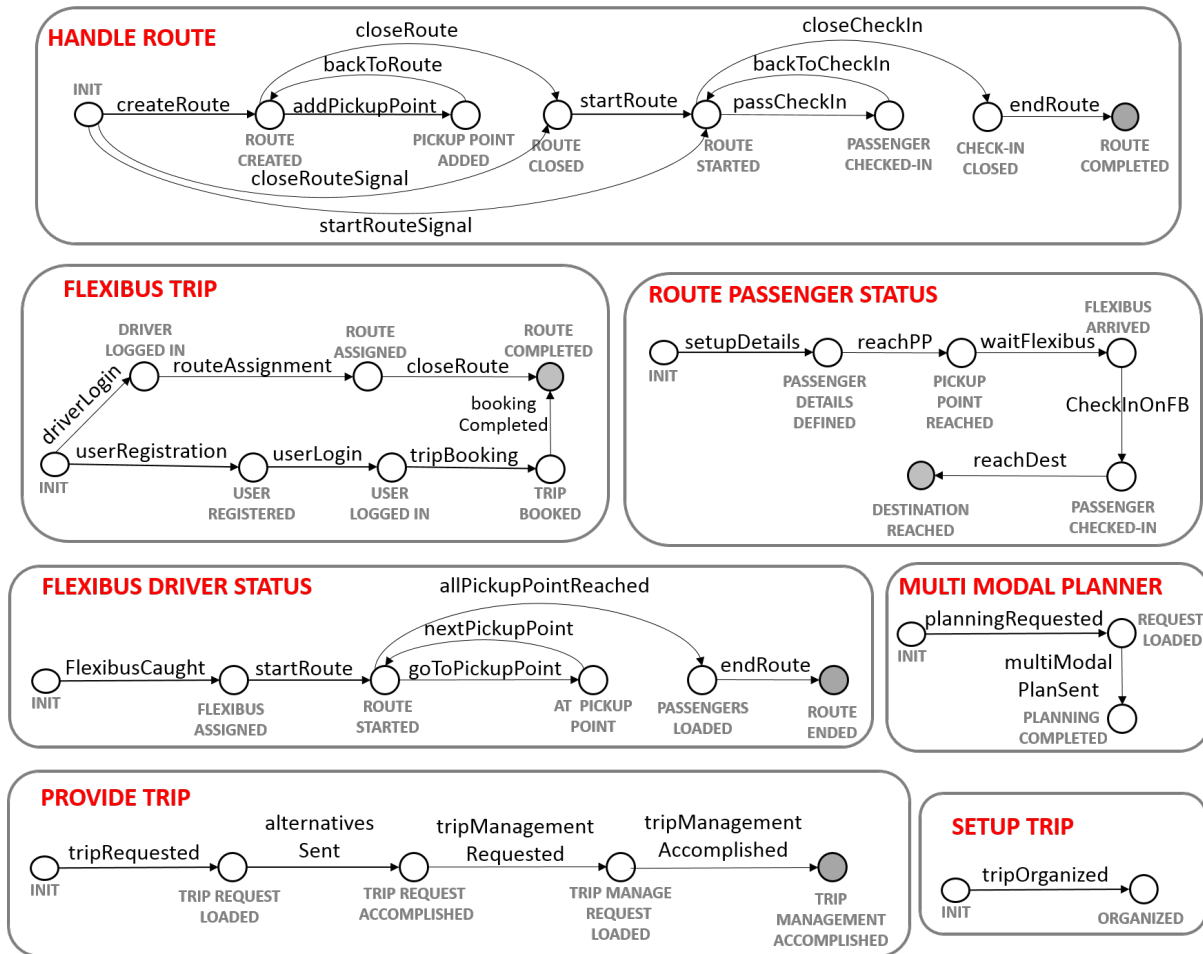 HANDLE ROUTE
closeRoute
closeCheckIn
backToRoute
backToCheckIn
INIT
createRoute
addPickupPoint
startRoute
passCheckIn
endRoute
ROUTE
CREATED
PICKUP POINT
ADDED
ROUTE
CLOSED
ROUTE
STARTED
PASSENGER
CHECKED-IN
CHECK-IN
CLOSED
ROUTE
COMPLETED
closeRouteSignal
startRouteSignal
FLEXIBUS TRIP
DRIVER
LOGGED IN
ROUTE
ASSIGNED
ROUTE
COMPLETED
driverLogin
routeAssignment
closeRoute
booking
Completed
userRegistration
userLogin
tripBooking
INIT
USER
REGISTERED
USER
LOGGED IN
TRIP
BOOKED
ROUTE PASSENGER STATUS
FLEXIBUS
ARRIVED
setupDetails
reachPP
waitFlexibus
INIT
PASSENGER
DETAILS
DEFINED
PICKUP
POINT
REACHED
CheckInOnFB
reachDest
DESTINATION
REACHED
PASSENGER
CHECKED-IN
FLEXIBUS DRIVER STATUS
allPickupPointReached
nextPickupPoint
FlexibusCaught
startRoute
goToPickupPoint
endRoute
INIT
FLEXIBUS
ASSIGNED
ROUTE
STARTED
AT PICKUP
POINT
PASSENGERS
LOADED
ROUTE
ENDED
MULTI MODAL PLANNER
planningRequested
REQUEST
LOADED
INIT
multiModal
PlanSent
PLANNING
COMPLETED
PROVIDE TRIP
tripRequested
alternatives
Sent
tripManagement
Requested
tripManagement
Accomplished
INIT
TRIP REQUEST
LOADED
TRIP REQUEST
ACCOMPLISHED
TRIP MANAGE
REQUEST
LOADED
TRIP
MANAGEMENT
ACCOMPLISHED
SETUP TRIP
tripOrganized
INIT
ORGANIZED